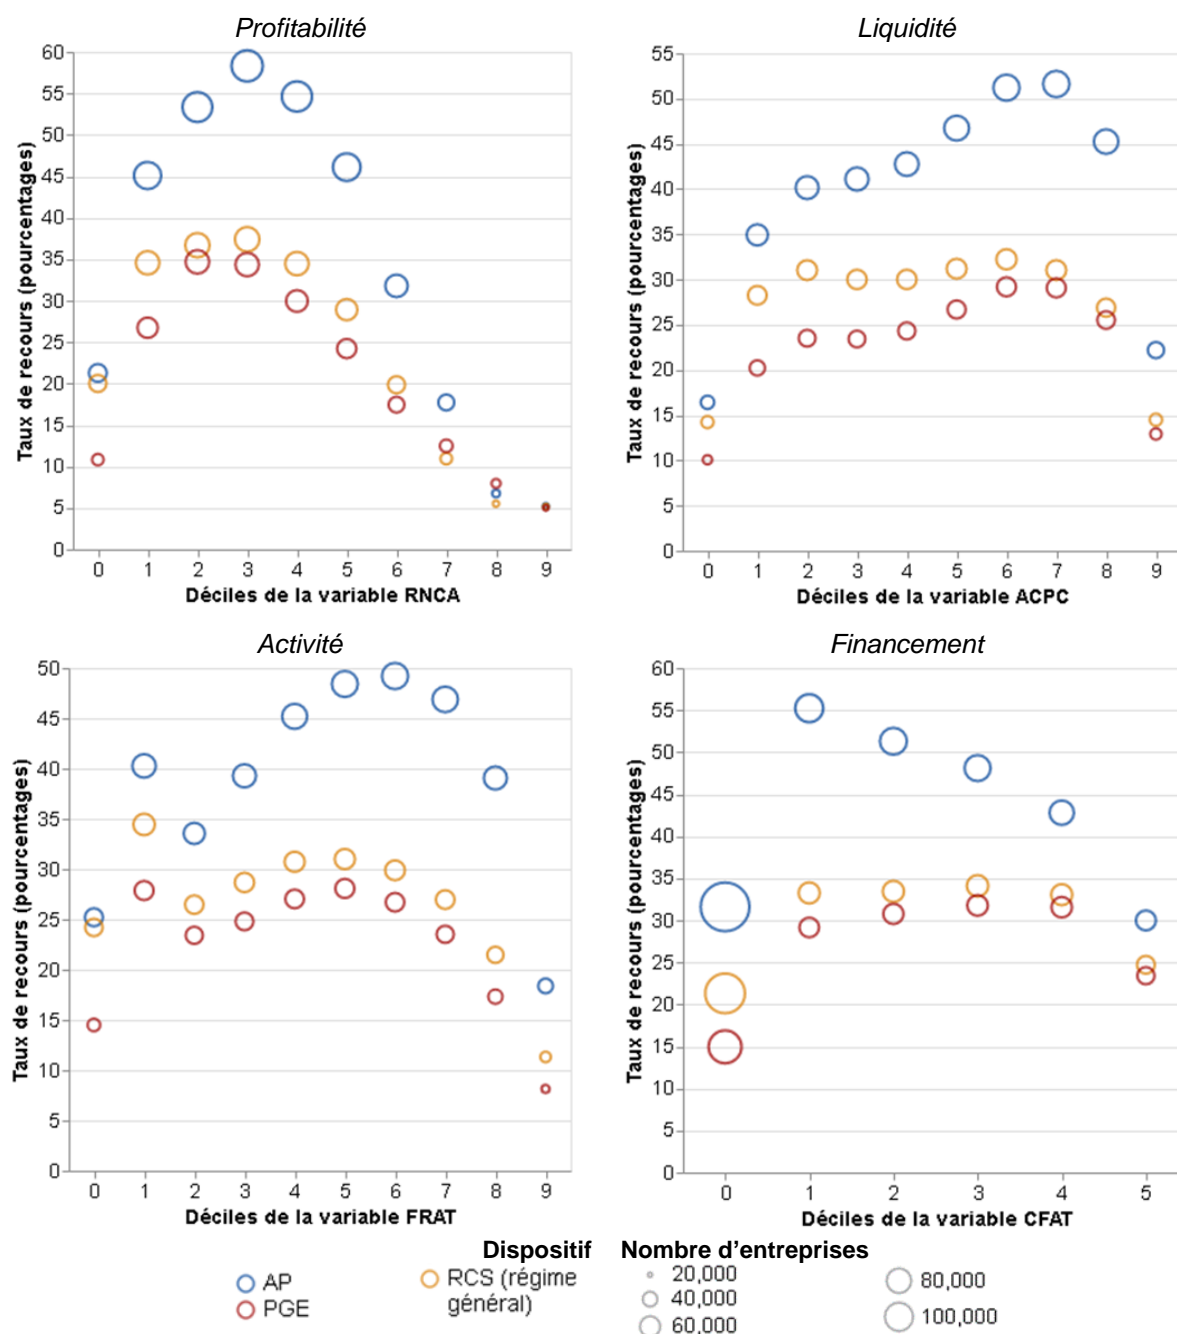 Profitabilité
Liquidité
60
55
50
45
40
35
30
25
20
15
10
5
0
Taux de recours (pourcentages)
0 1 2 3 4 5 6 7 8 9
Déciles de la variable RNCA
55
50
45
40
35
30
25
20
15
10
5
0
Taux de recours (pourcentages)
0 1 2 3 4 5 6 7 8 9
Déciles de la variable ACPC
Activité
Financement
50
45
40
35
30
25
20
15
10
5
0
Taux de recours (pourcentages)
0 1 2 3 4 5 6 7 8 9
Déciles de la variable FRAT
60
55
50
45
40
35
30
25
20
15
10
5
0
Taux de recours (pourcentages)
0 1 2 3 4 5
Déciles de la variable CFAT
Dispositif
AP
PGE
RCS (régime
général)
Nombre d'entreprises
20,000
40,000
60,000
80,000
100,000